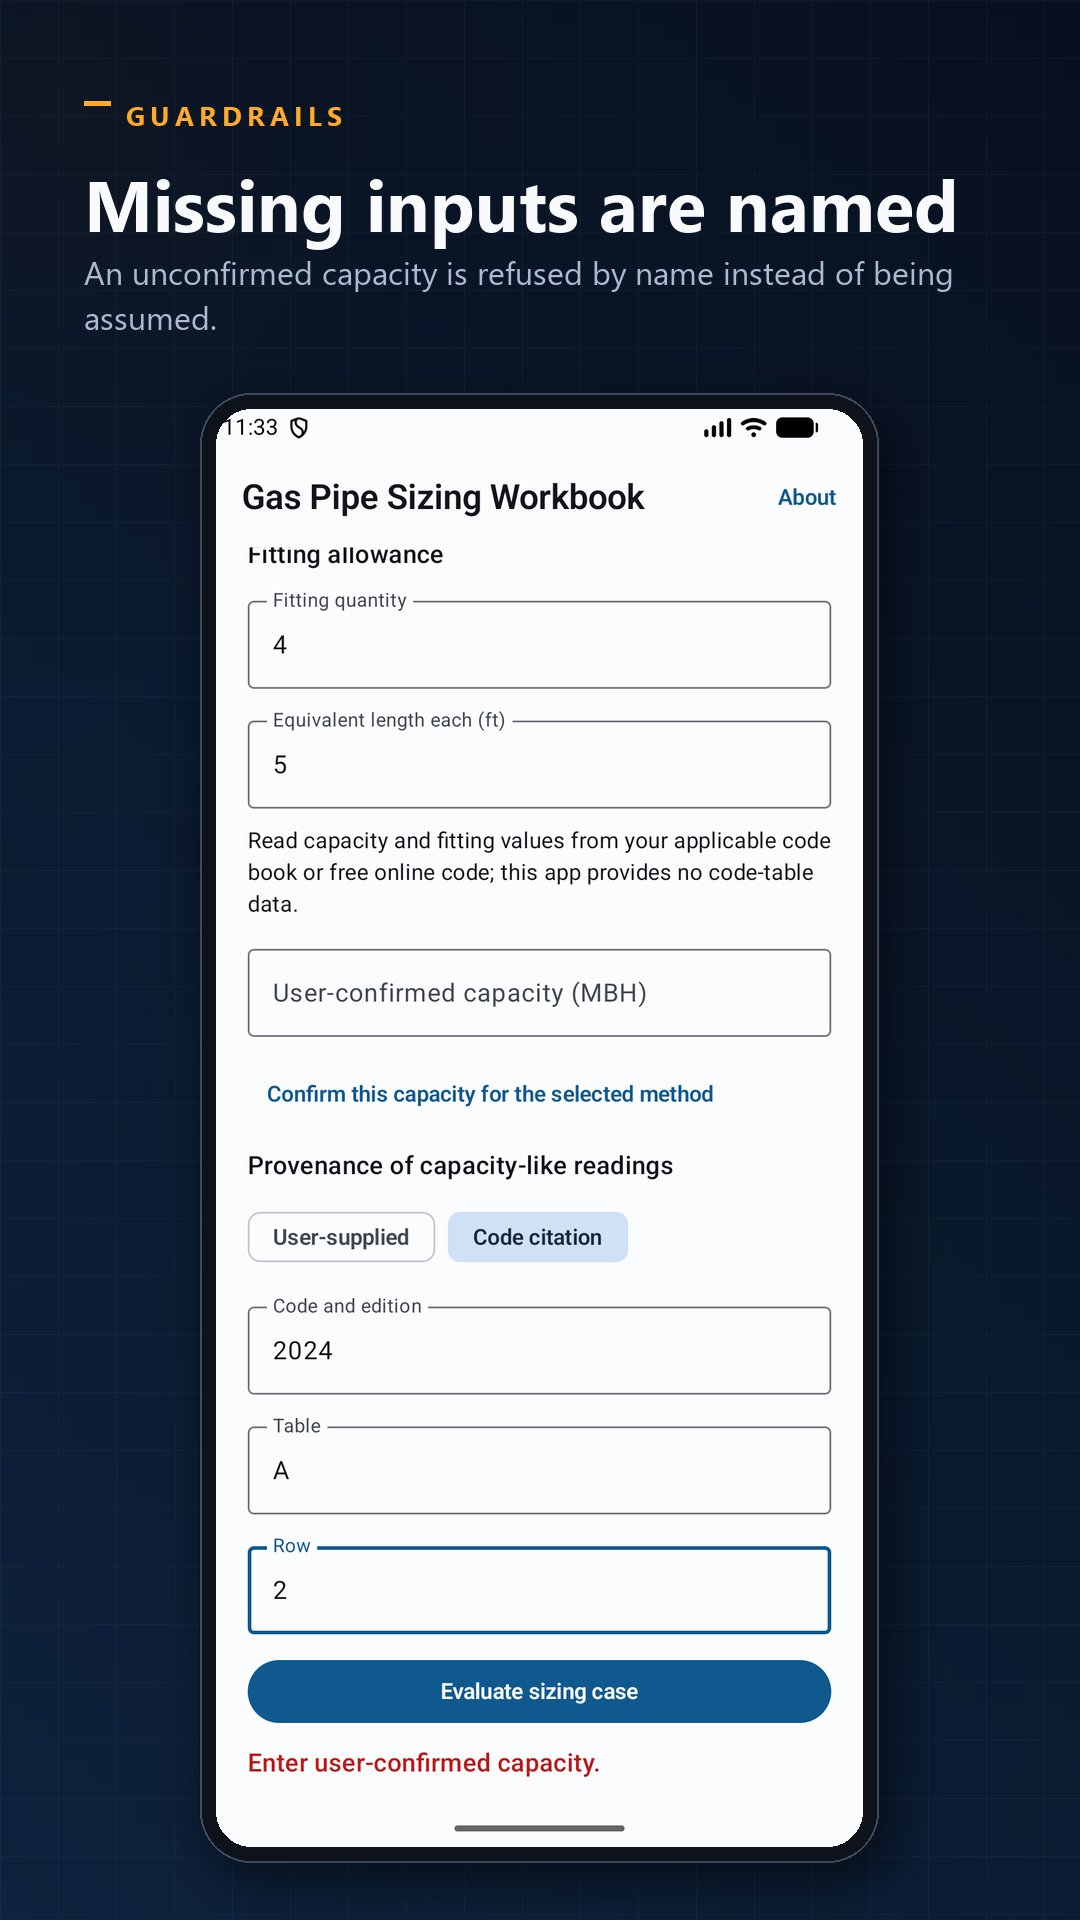 GUARDRAILS
Missing inputs are named
An unconfirmed capacity is refused by name instead of being
assumed.
11:33
Gas Pipe Sizing Workbook
About
Fitting allowance
Fitting quantity
4
Equivalent length each (ft)
5
Read capacity and fitting values from your applicable code
book or free online code; this app provides no code-table
data.
User-confirmed capacity (MBH)
Confirm this capacity for the selected method
Provenance of capacity-like readings
User-supplied
Code citation
Code and edition
2024
Table
A
Row
2
Evaluate sizing case
Enter user-confirmed capacity.